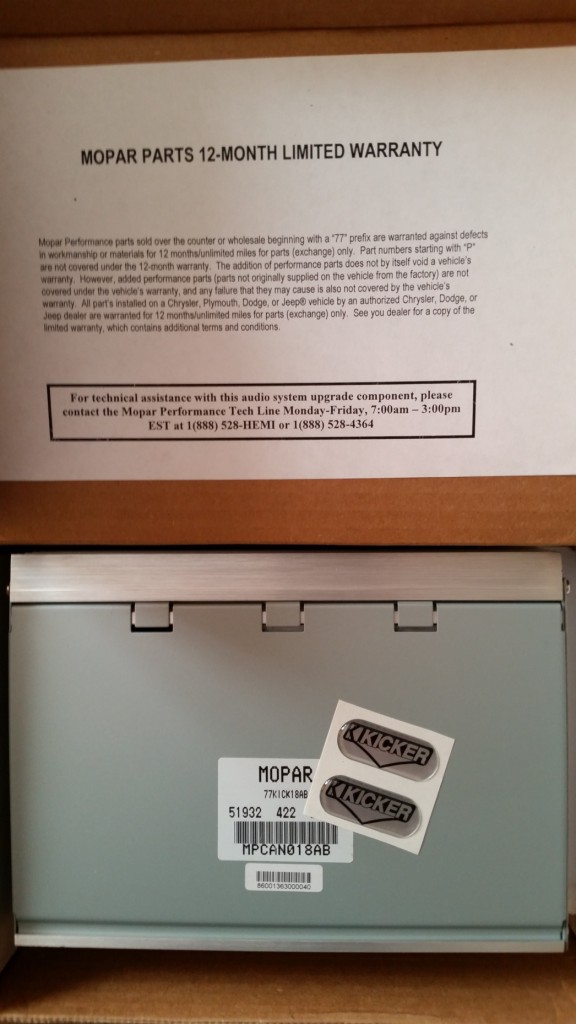 MOPAR PARTS 12-MONTH LIMITED WARRANTY
Mopar Performance parts sold over the counter or wholesale beginning with a "77" prefix are warranted against defects
in workmanship or materials for 12 months/unlimited miles for parts (exchange) only. Part numbers starting with "P"
are not covered under the 12-month warranty. The addition of performance parts does not by itself void a vehicle's
warranty. However, added performance parts (parts not originally supplied on the vehicle from the factory) are not
covered under the vehicle's warranty, and any failure that they may cause is also not covered by the vehicle's
warranty. All part's installed on a Chrysler, Plymouth, Dodge, or Jeep® vehicle by an authorized Chrysler, Dodge, or
Jeep dealer are warranted for 12 months/unlimited miles for parts (exchange) only. See you dealer for a copy of the
limited warranty, which contains additional terms and conditions.
For technical assistance with this audio system upgrade component, please
contact the Mopar Performance Tech Line Monday-Friday, 7:00am – 3:00pm
EST at 1(888) 528-HEMI or 1(888) 528-4364
KICKER
KICKER
MOPAR
77KICK18AB
51932 422
MPCAN018AB
86001363000040